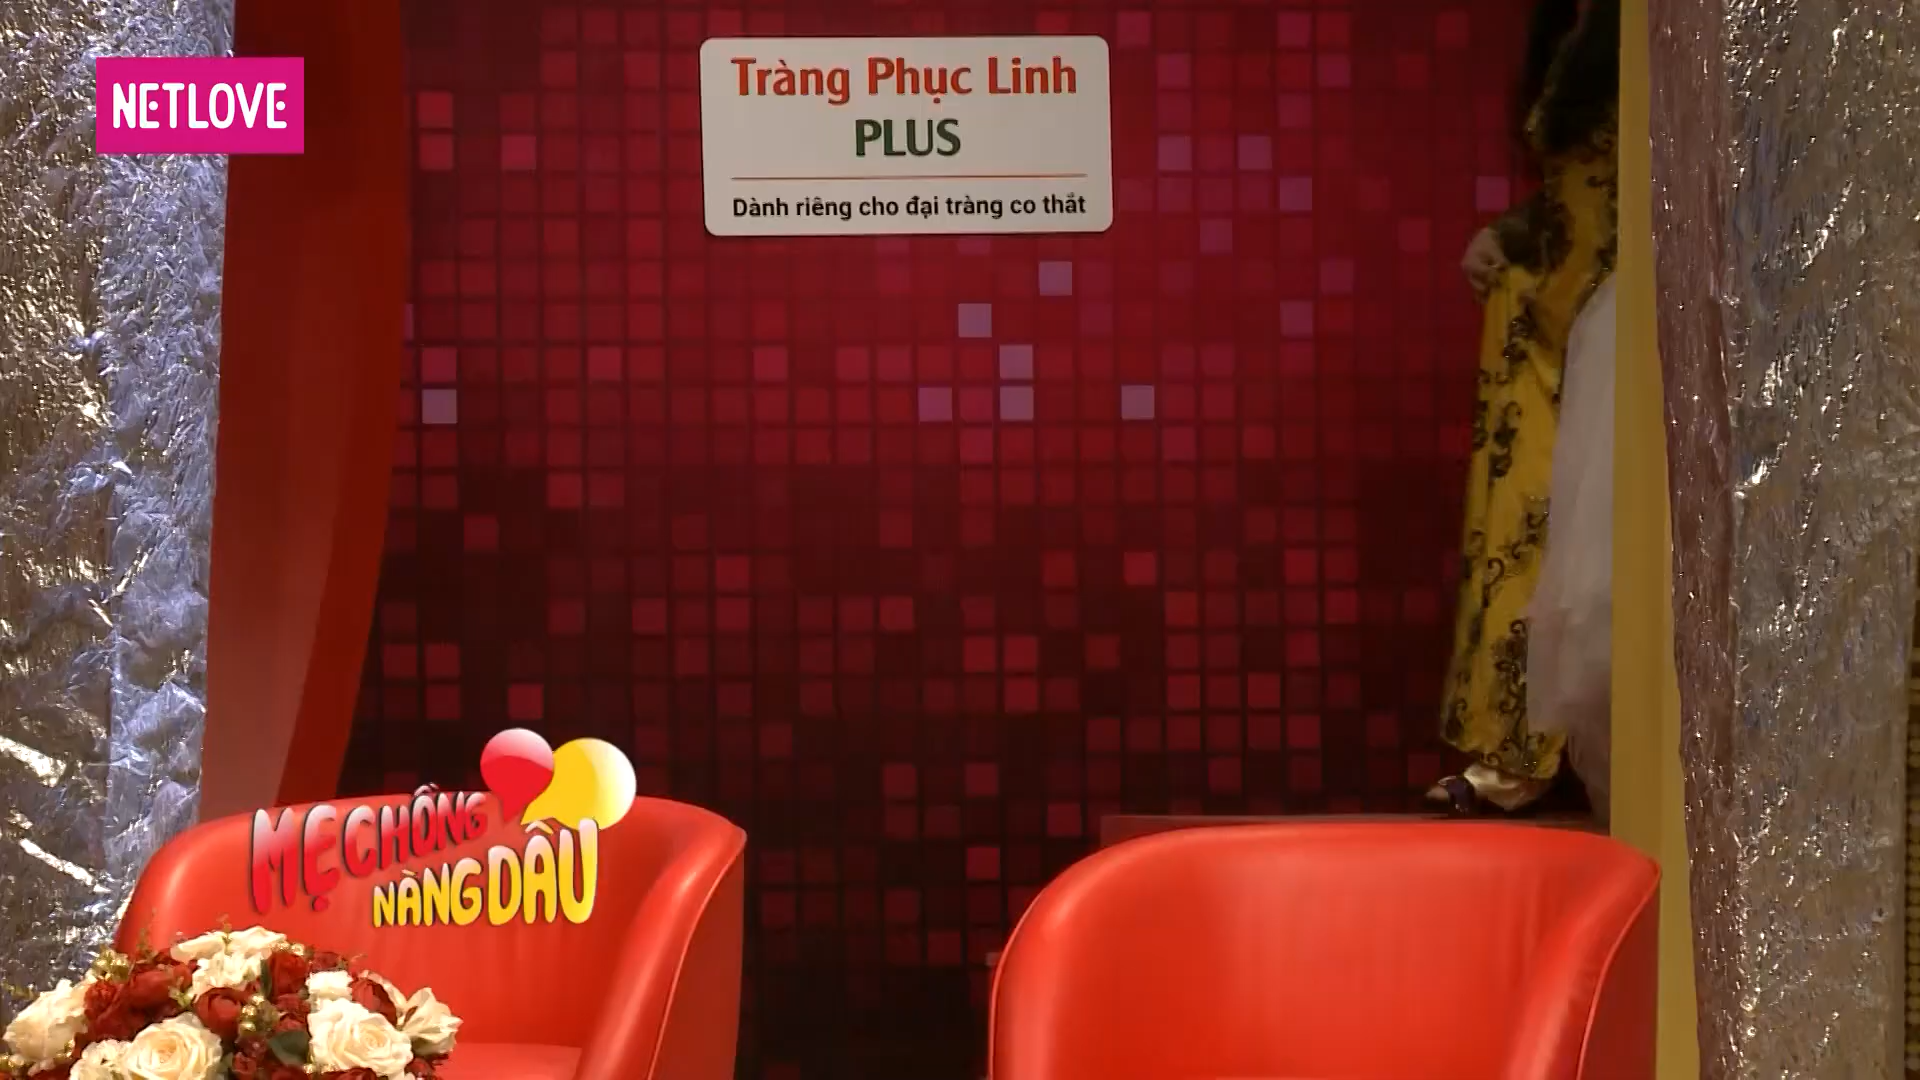 NETLOVE
Tràng Phục Linh
PLUS
Dành riêng cho đại tràng co thắt
MẸ CHỒNG
NÀNG DÂU